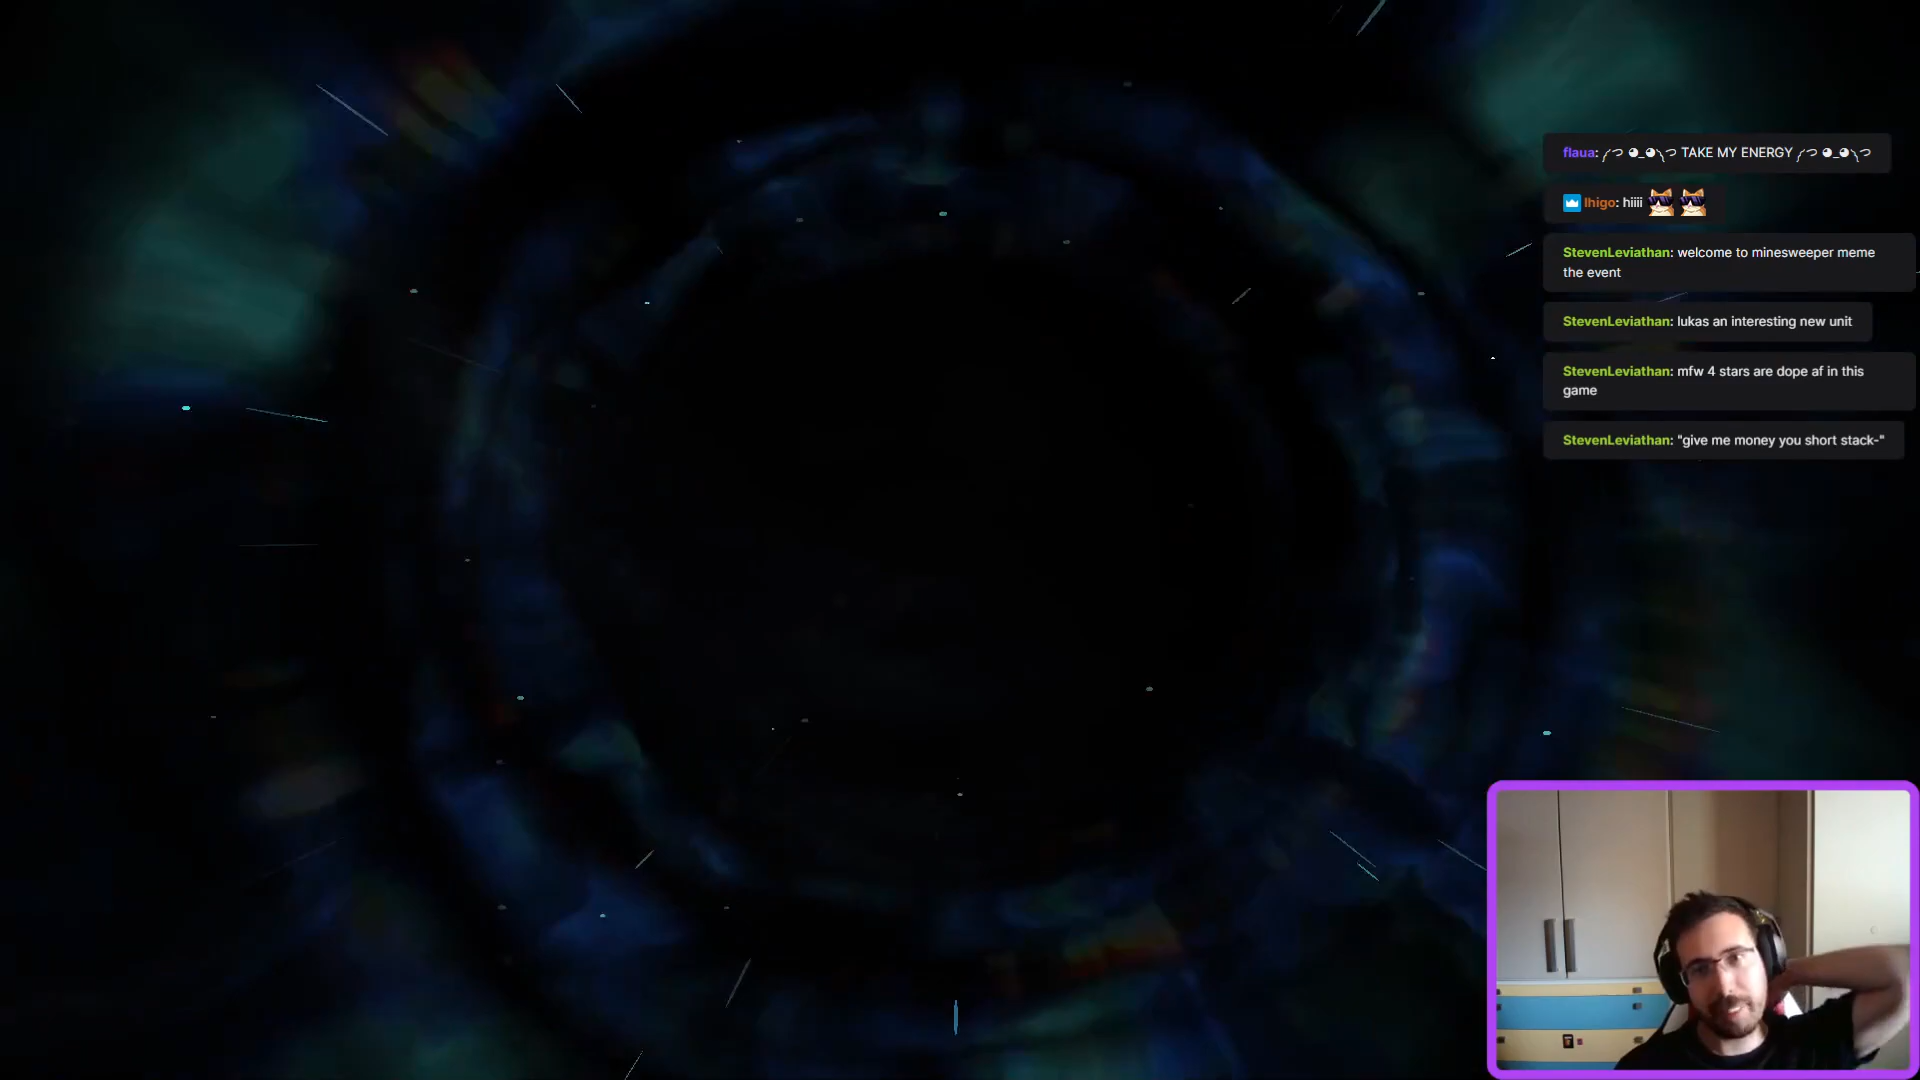 flaua: ༼つ ◕_◕༽つ TAKE MY ENERGY ༼つ ◕_◕༽つ
lhigo: hiiii
StevenLeviathan: welcome to minesweeper meme
the event
StevenLeviathan: lukas an interesting new unit
StevenLeviathan: mfw 4 stars are dope af in this
game
StevenLeviathan: "give me money you short stack-"